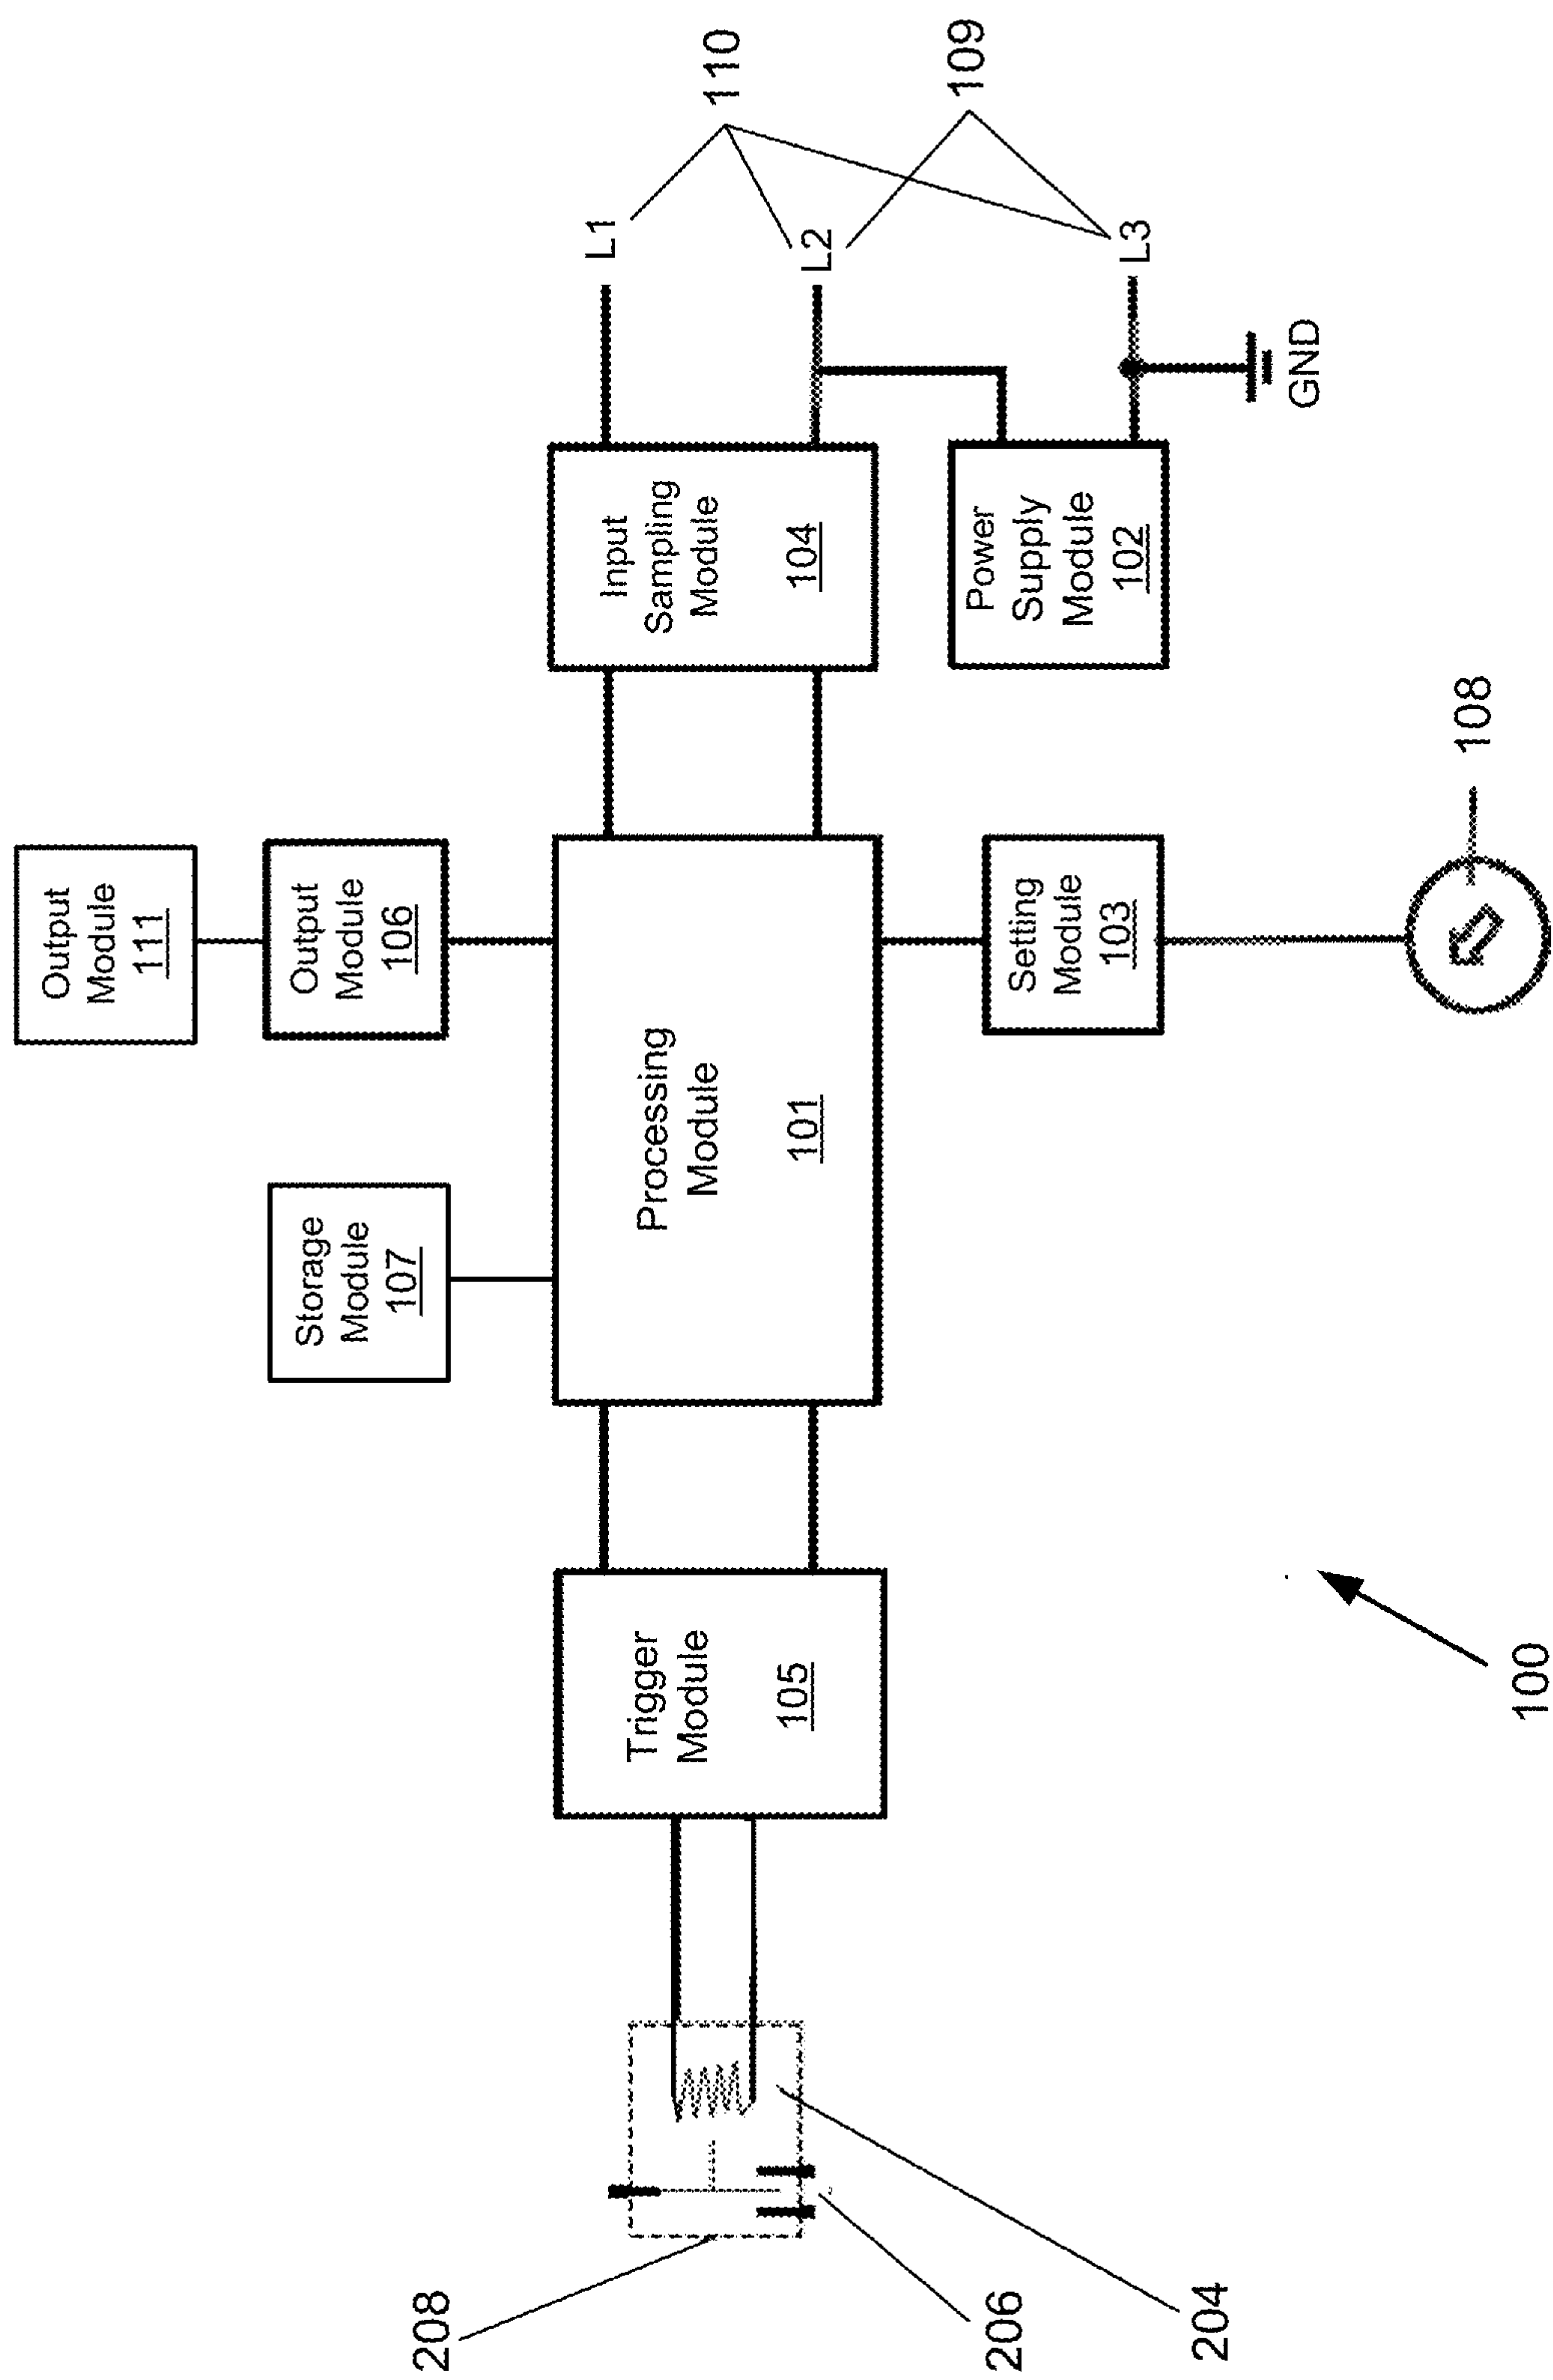 208
206
204
Trigger
Module
105
100
Storage
Module
107
Processing
Module
101
Output
Module
111
Output
Module
106
Setting
Module
103
108
Input
Sampling
Module
104
Power
Supply
Module
102
GND
L1
L2
L3
110
109